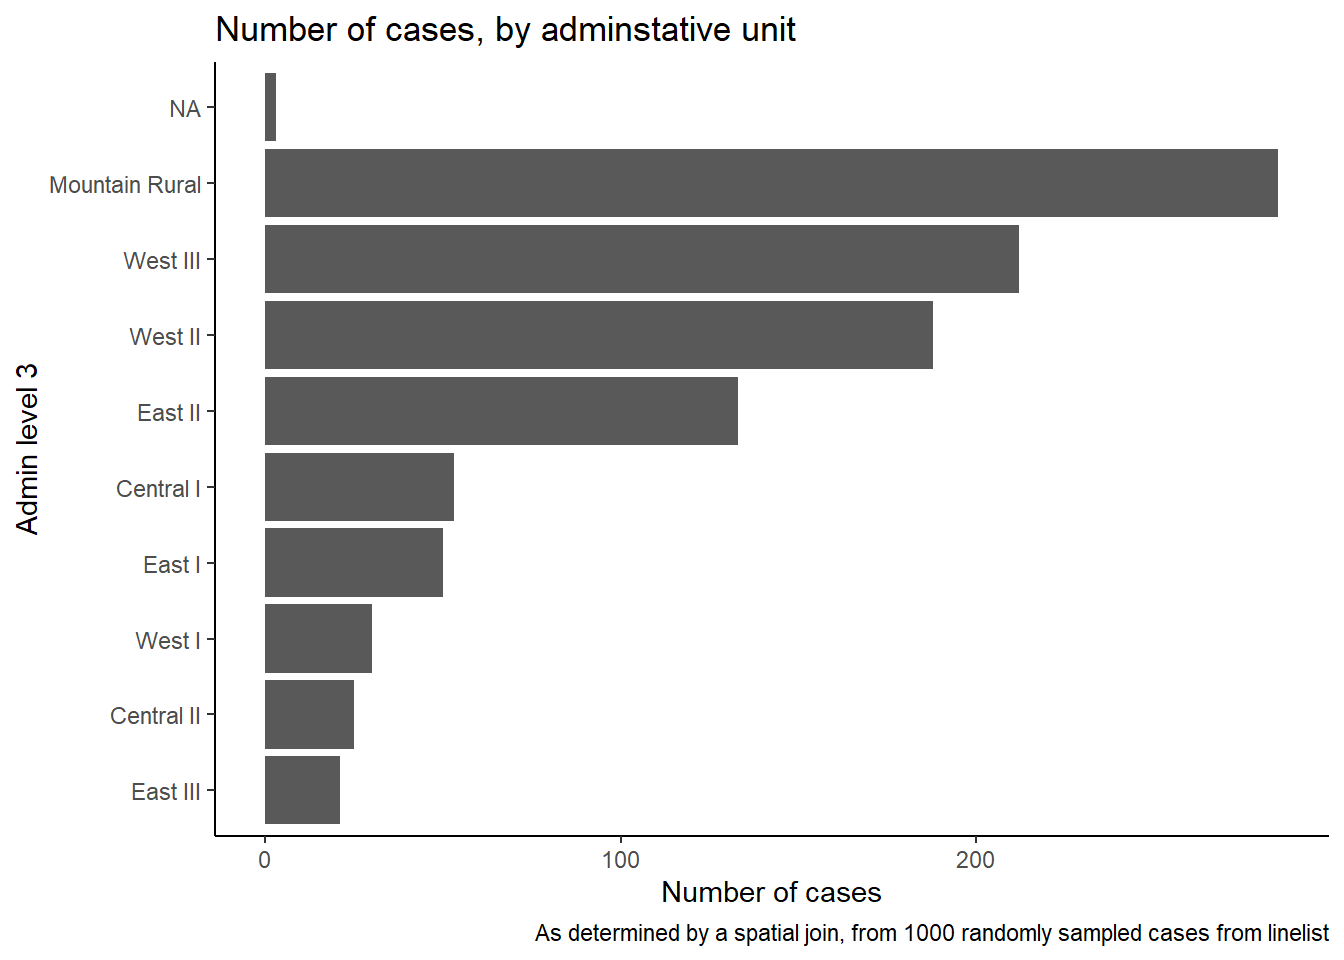 Number of cases, by adminstative unit
NA
Mountain Rural
West III
West II
East II
Central I
East I
West I
Central II
East III
Admin level 3
0 100 200
Number of cases
As determined by a spatial join, from 1000 randomly sampled cases from linelist